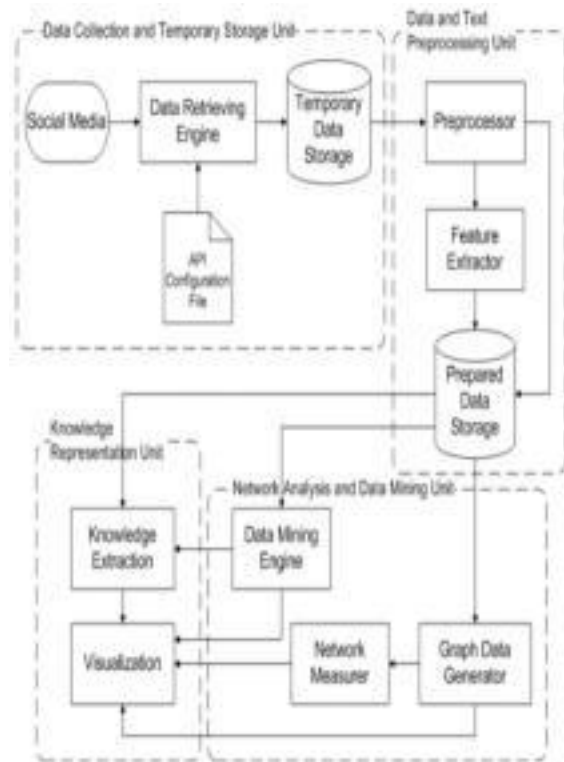 Data Collection and Temporary Storage Unit
Data and Text
Preprocessing Unit
Social Media
Data Retrieving
Engine
Temporary
Data
Storage
Preprocessor
API
Configuration
File
Feature
Extractor
Prepared
Data
Storage
Knowledge
Representation Unit
Network Analysis and Data Mining Unit
Knowledge
Extraction
Data Mining
Engine
Visualization
Network
Measurer
Graph Data
Generator